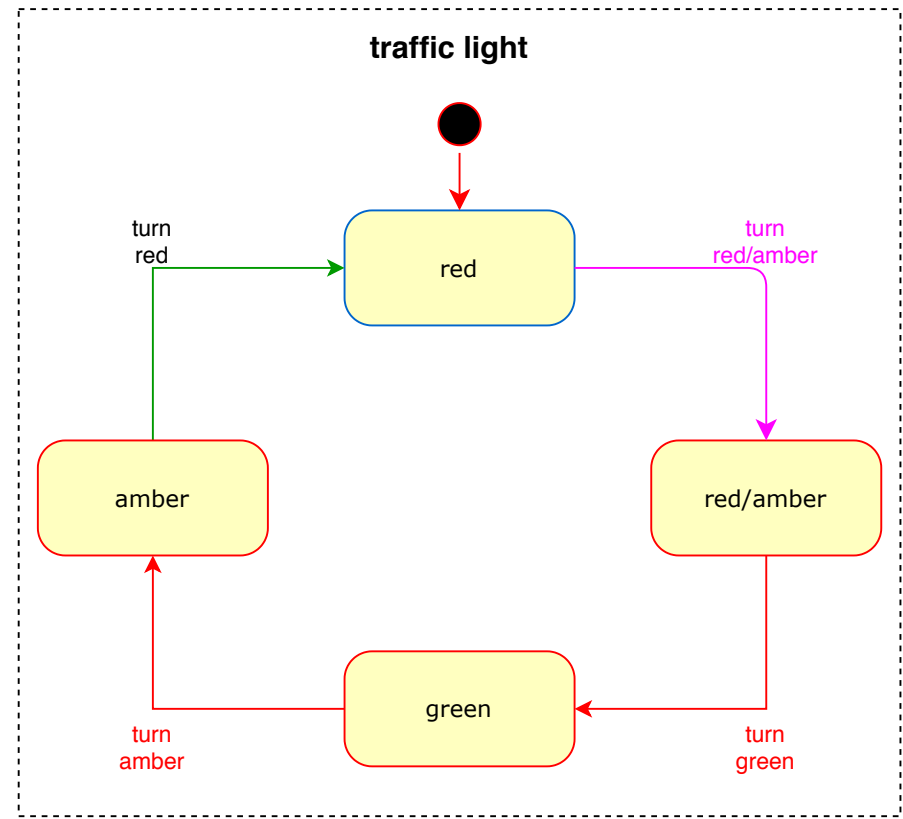 traffic light
turn
red
red
turn
red/amber
amber
red/amber
green
turn
amber
turn
green